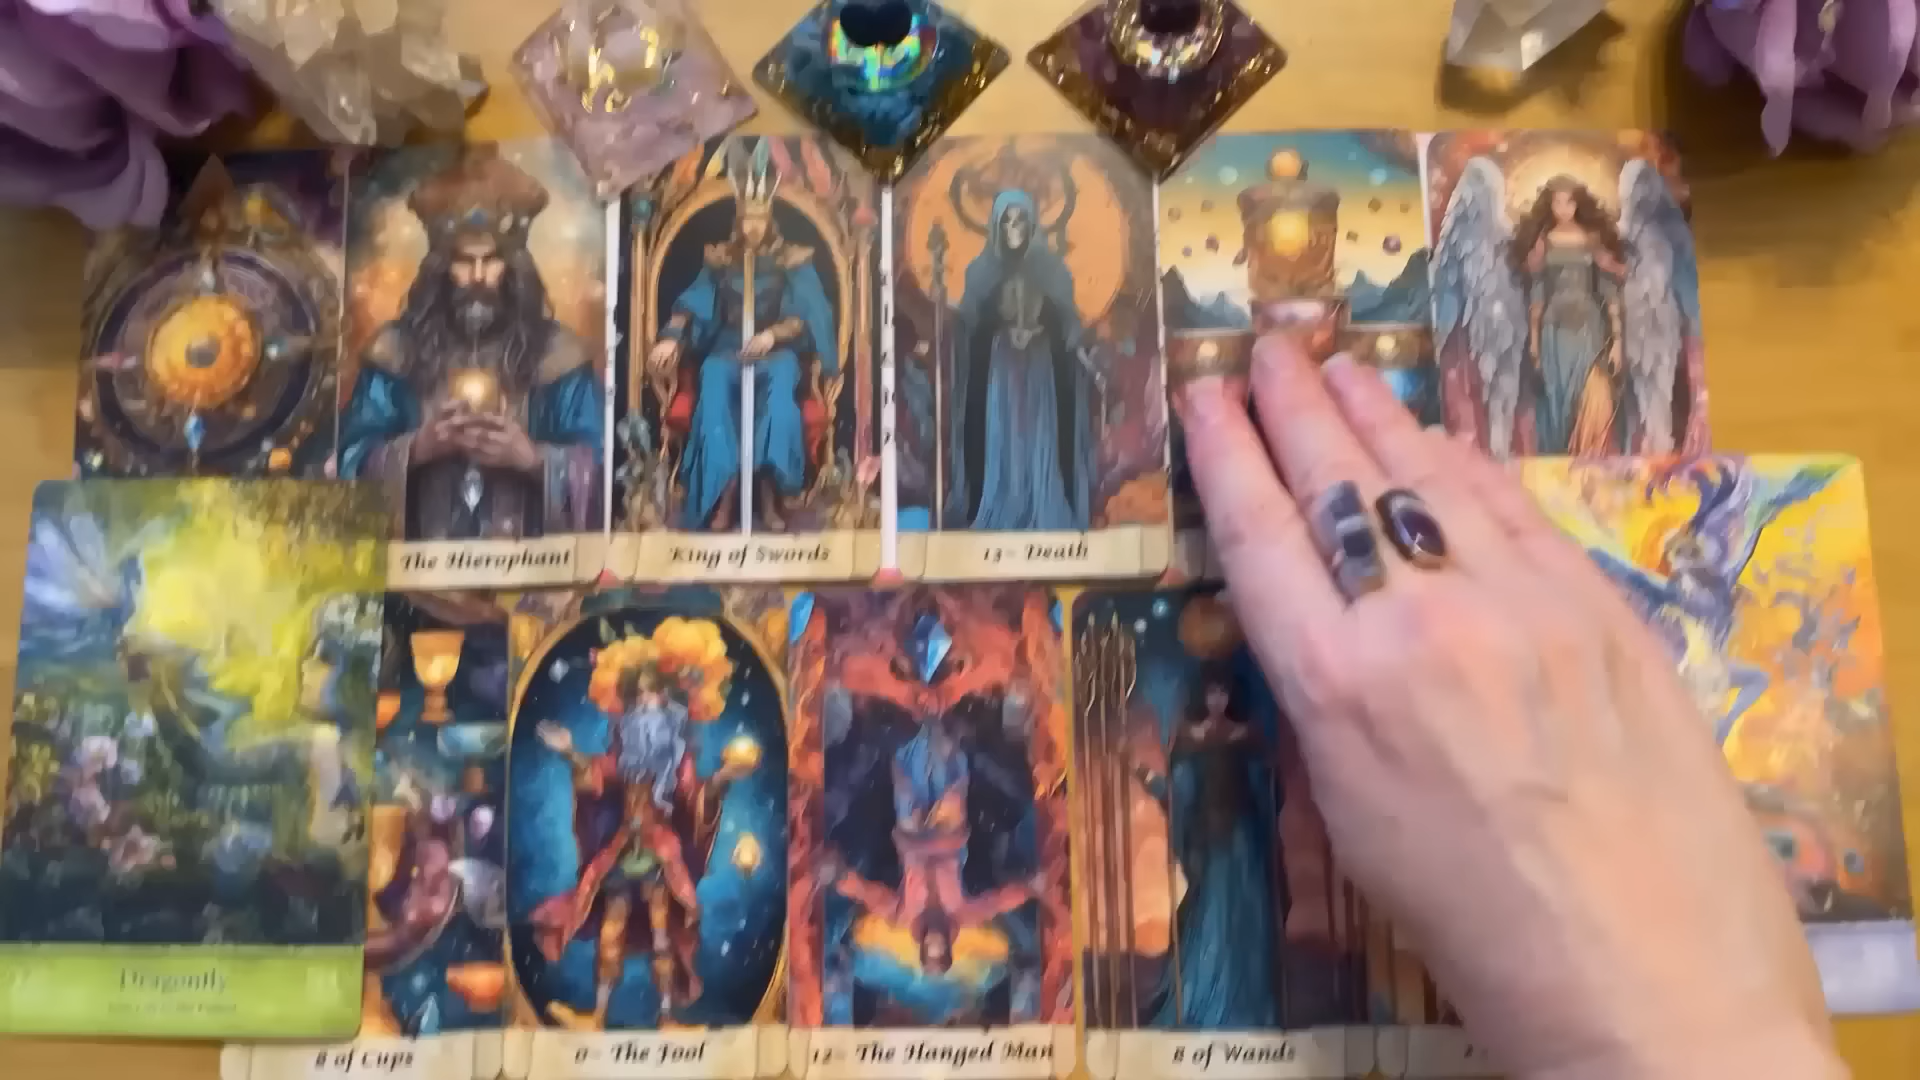 The Hierophant
King of Swords
13- Death
Dragonfly
8 of Cups
0- The Fool
12- The Hanged Man
8 of Wands